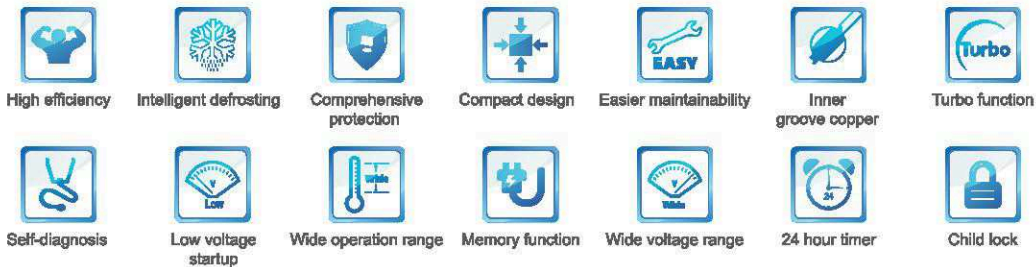 EASY
Turbo
High efficiency
Intelligent defrosting
Comprehensive
protection
Compact design
Easier maintainability
Inner
groove copper
Turbo function
V
Low
Wide
V
Wide
24
Self-diagnosis
Low voltage
startup
Wide operation range
Memory function
Wide voltage range
24 hour timer
Child lock